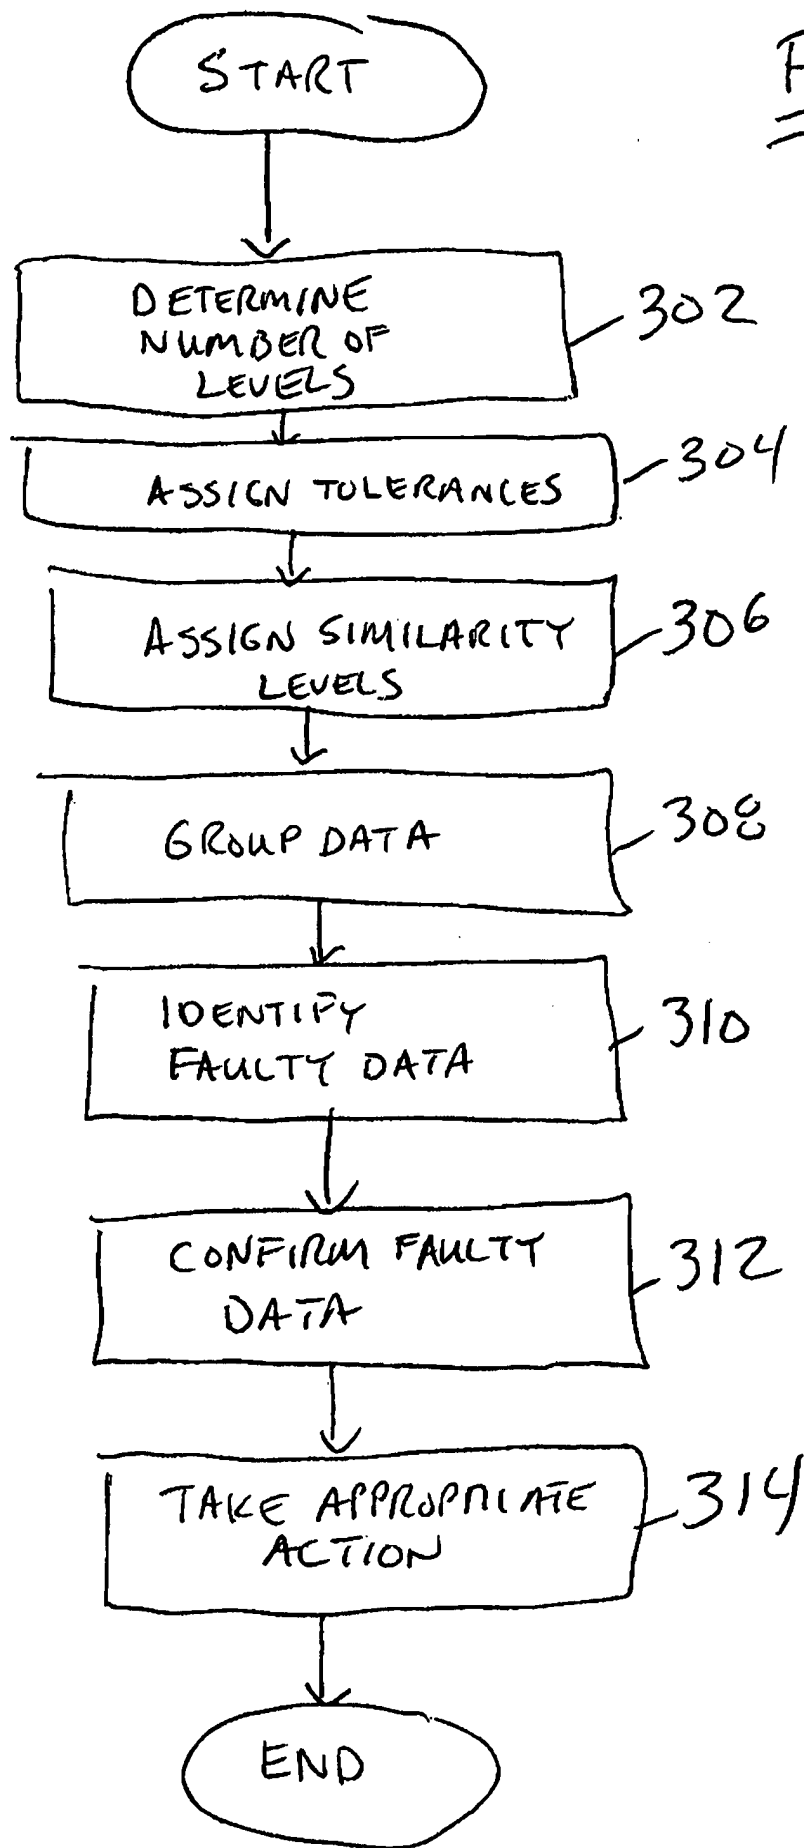 START
DETERMINE
NUMBER OF
LEVELS
302
ASSIGN TOLERANCES
304
ASSIGN SIMILARITY
LEVELS
306
GROUP DATA
308
IDENTIFY
FAULTY DATA
310
CONFIRM FAULTY
DATA
312
TAKE APPROPRIATE
ACTION
314
END